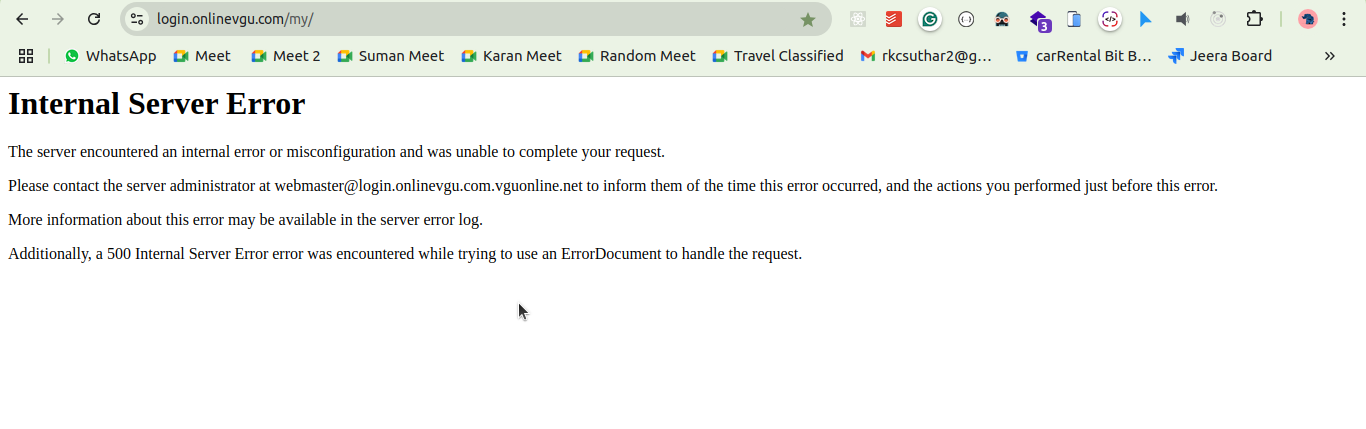 login.onlinevgu.com/my/
3
WhatsApp Meet Meet 2 Suman Meet Karan Meet Random Meet Travel Classified rkcsuthar2@g... carRental Bit B... Jeera Board »
Internal Server Error
The server encountered an internal error or misconfiguration and was unable to complete your request.
Please contact the server administrator at webmaster@login.onlinevgu.com.vguonline.net to inform them of the time this error occurred, and the actions you performed just before this error.
More information about this error may be available in the server error log.
Additionally, a 500 Internal Server Error error was encountered while trying to use an ErrorDocument to handle the request.